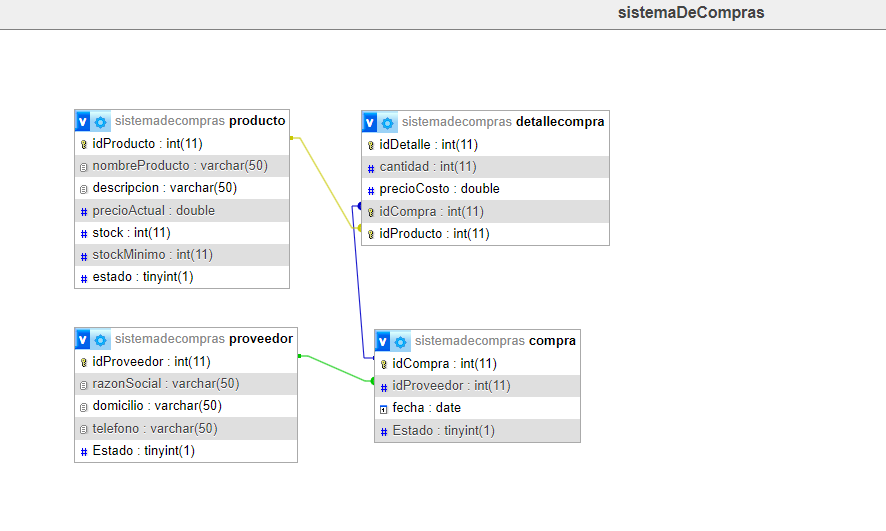 sistemaDeCompras
v sistemadecompras producto
idProducto : int(11)
nombreProducto : varchar(50)
descripcion : varchar(50)
# precioActual : double
# stock : int(11)
# stockMinimo : int(11)
# estado : tinyint(1)
v sistemadecompras detallecompra
idDetalle : int(11)
# cantidad : int(11)
# precioCosto : double
idCompra : int(11)
idProducto : int(11)
v sistemadecompras proveedor
idProveedor : int(11)
razonSocial : varchar(50)
domicilio : varchar(50)
telefono : varchar(50)
# Estado : tinyint(1)
v sistemadecompras compra
idCompra : int(11)
# idProveedor : int(11)
fecha : date
# Estado : tinyint(1)